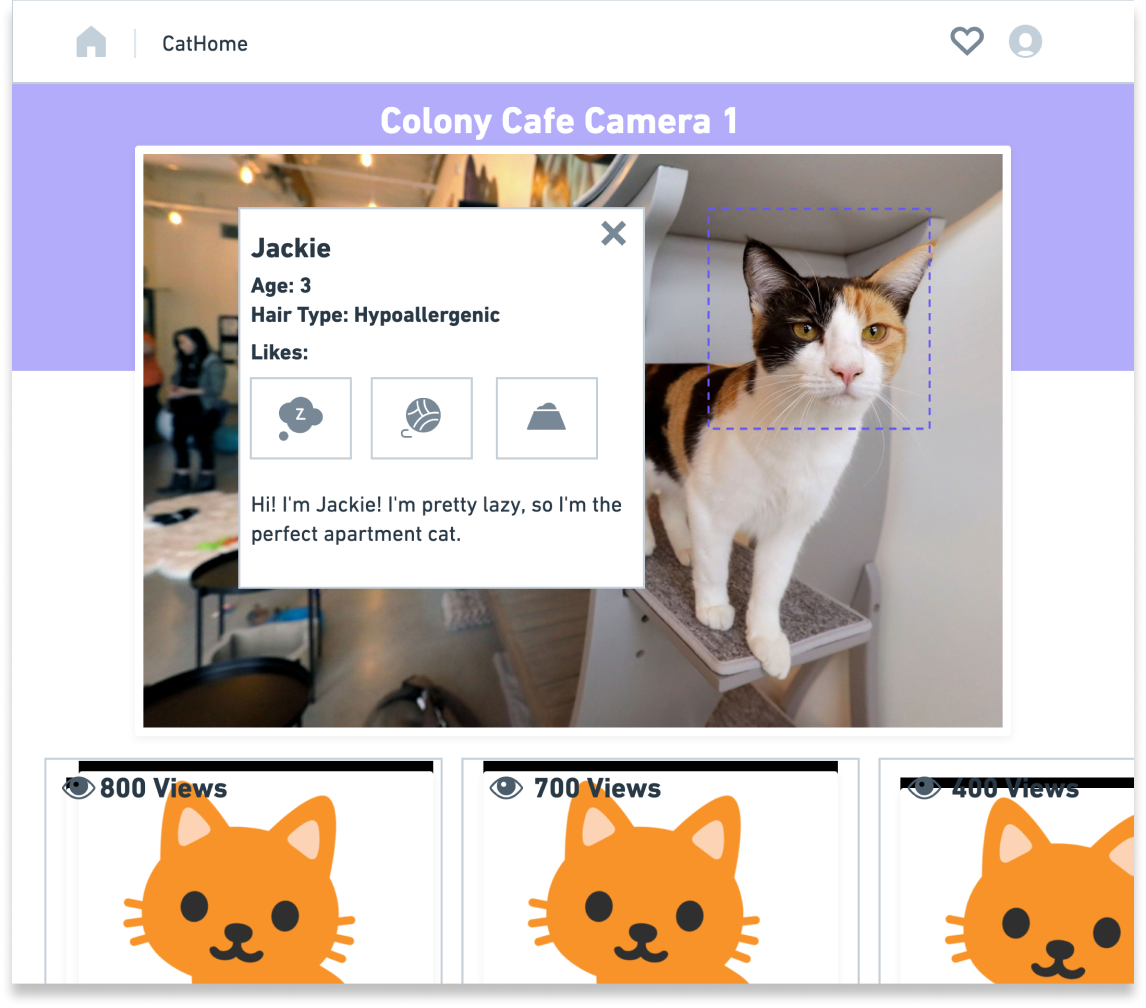 CatHome
Colony Cafe Camera 1
Jackie
Age: 3
Hair Type: Hypoallergenic
Likes:
Z
Hi! I'm Jackie! I'm pretty lazy, so I'm the
perfect apartment cat.
800 Views
700 Views
400 Views